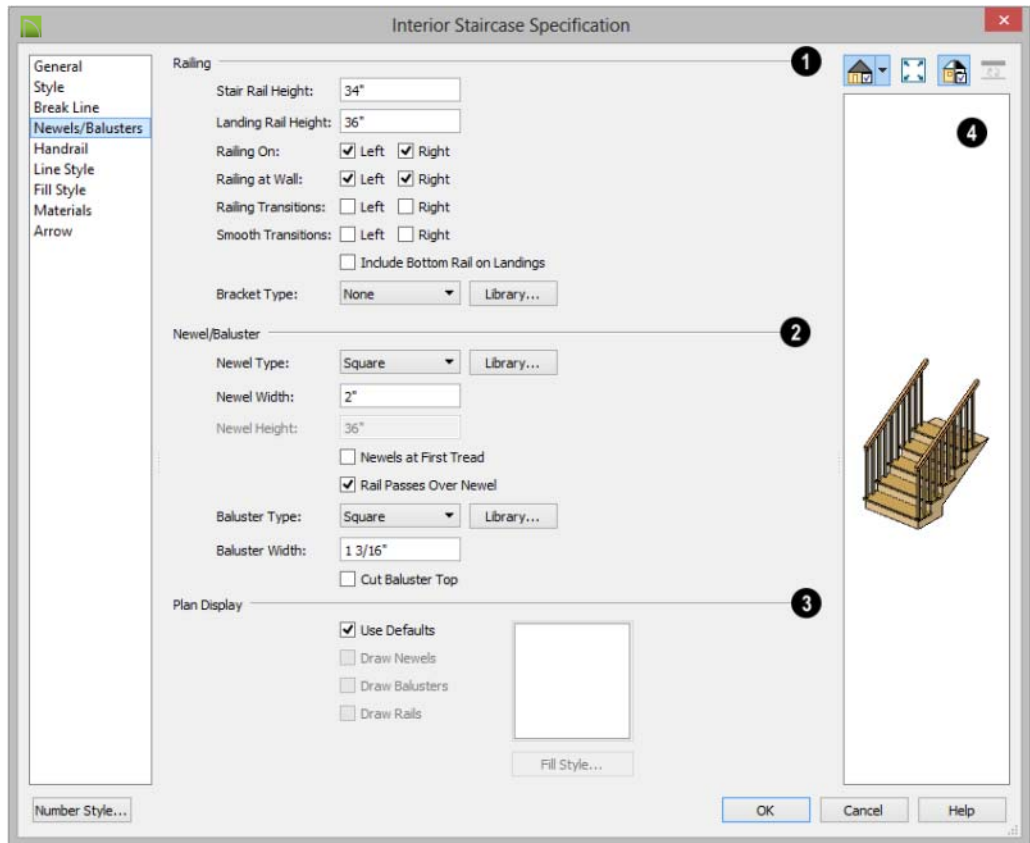 Interior Staircase Specification
General
Style
Break Line
Newels/Balusters
Handrail
Line Style
Fill Style
Materials
Arrow
Railing
1
Stair Rail Height: 34"
Landing Rail Height: 36"
Railing On: Left Right
Railing at Wall: Left Right
Railing Transitions: Left Right
Smooth Transitions: Left Right
Include Bottom Rail on Landings
Bracket Type: None Library...
Newel/Baluster
2
Newel Type: Square Library...
Newel Width: 2"
Newel Height: 36"
Newels at First Tread
Rail Passes Over Newel
Baluster Type: Square Library...
Baluster Width: 1 3/16"
Cut Baluster Top
Plan Display
3
Use Defaults
Draw Newels
Draw Balusters
Draw Rails
Fill Style...
4
Number Style...
OK Cancel Help